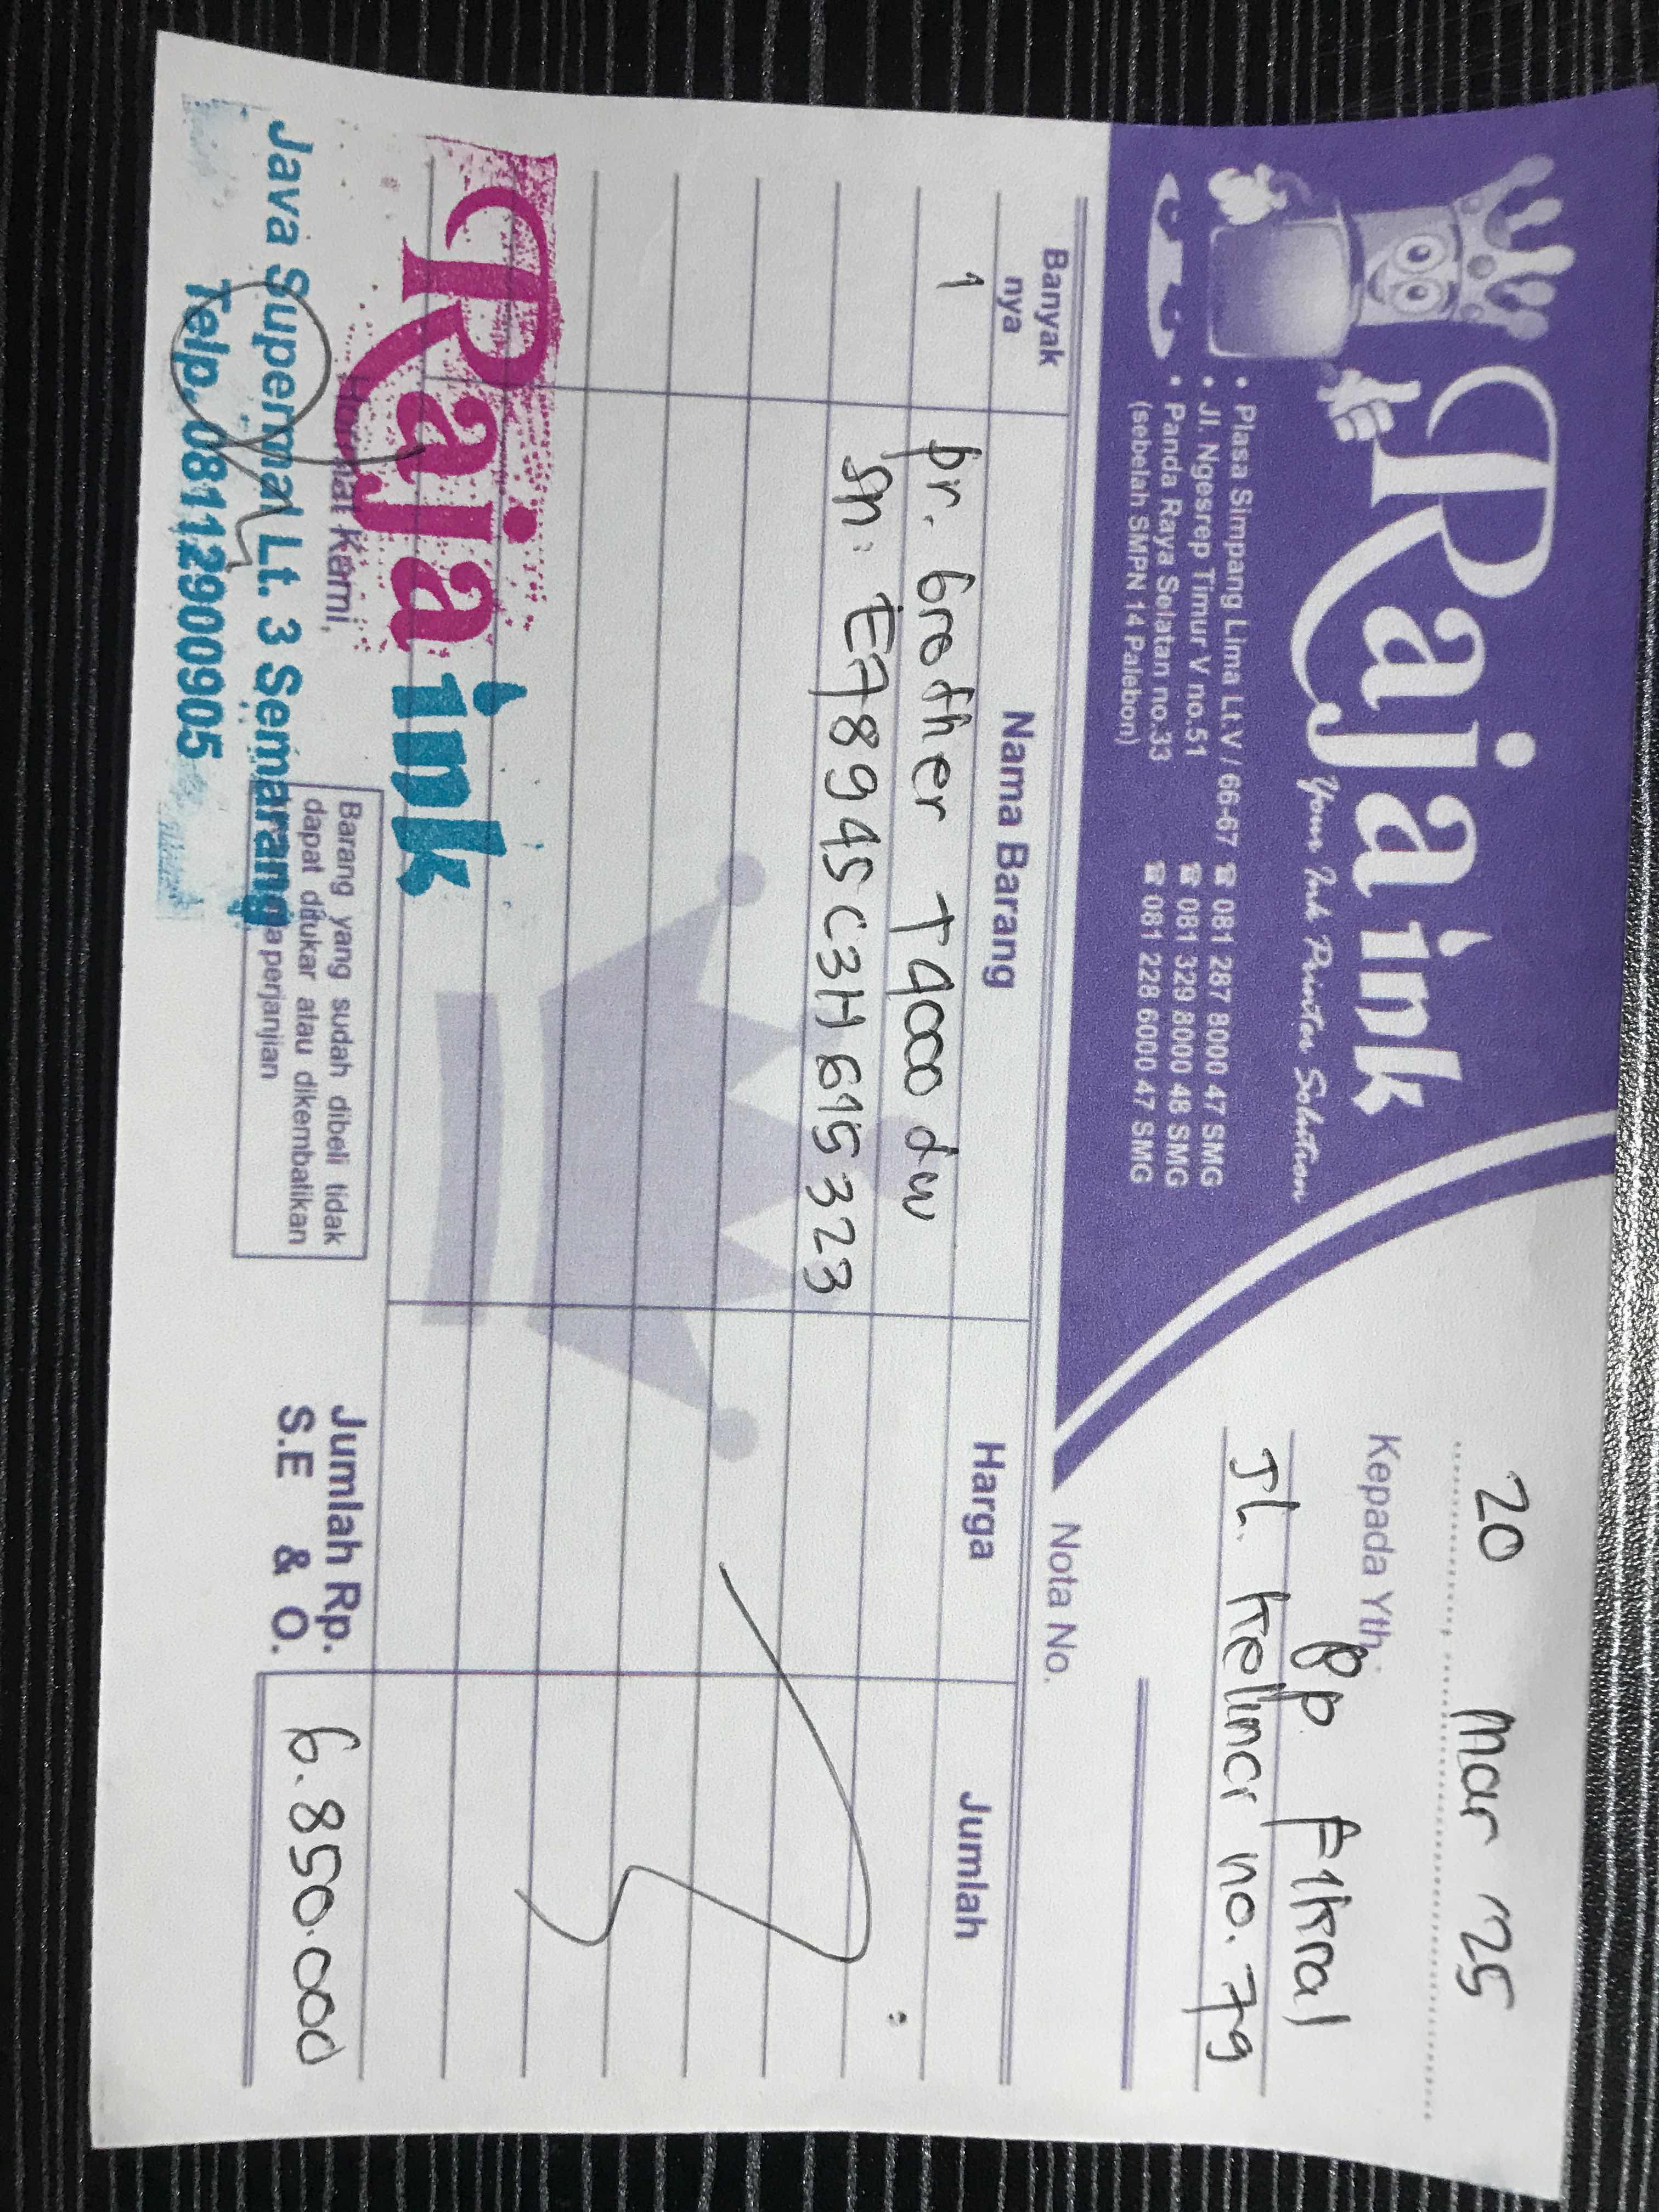 Raja ink
Your Ink Printer Solution
• Plasa Simpang Lima Lt.V / 66-67 ☎ 081 287 8000 47 SMG
• Jl. Ngesrep Timur V no.51 ☎ 081 329 8000 48 SMG
• Panda Raya Selatan no.33 ☎ 081 228 6000 47 SMG
(sebelah SMPN 14 Palebon)
20 Mar '25
Kepada Yth.
Bp Fikral
Jl. Kelinci no. 79
Nota No.
Banyak nya Nama Barang Harga Jumlah
1 pr. brother T4000 dw
sn: E78945C3H615323
Raja ink
Hormat Kami,
Java Supermal Lt. 3 Semarang
Telp. 08112900905
Barang yang sudah dibeli tidak
dapat ditukar atau dikembalikan
perjanjian
Jumlah Rp. 6.850.000
S.E & O.